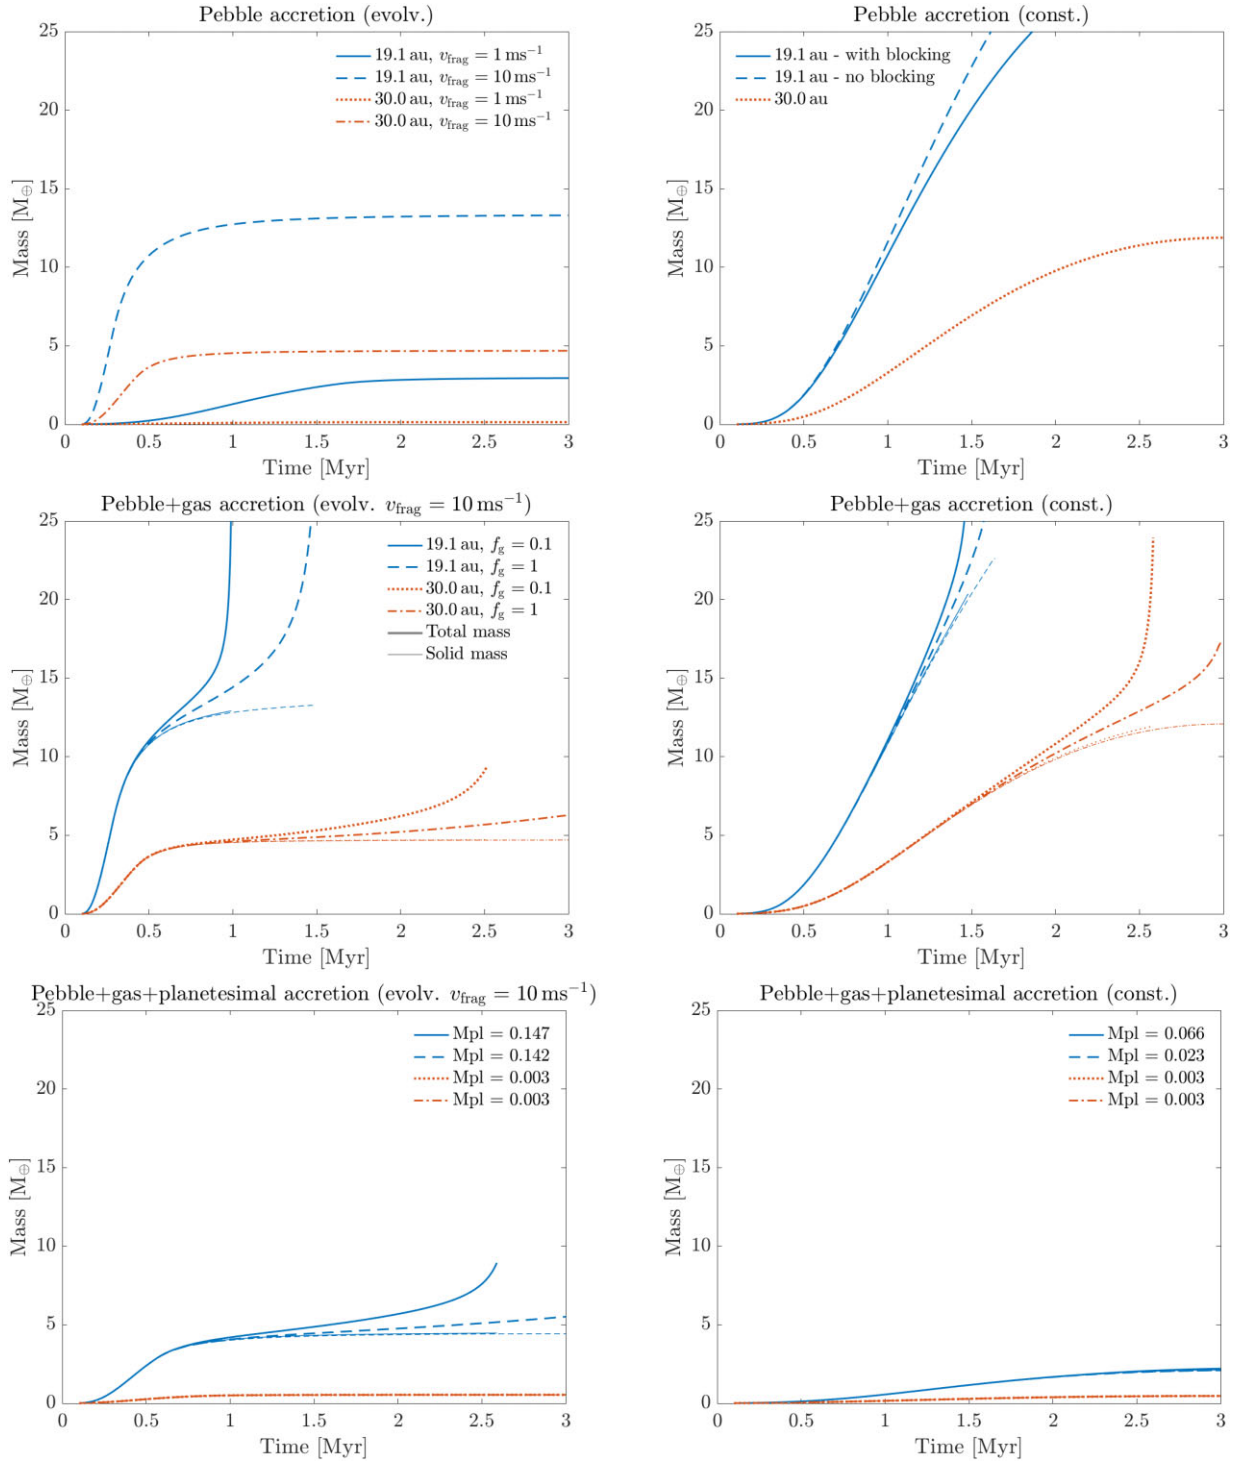 Pebble accretion (evolv.)
25
20
15
10
5
0
Mass [M⊕]
19.1 au, v_frag = 1 ms⁻¹
19.1 au, v_frag = 10 ms⁻¹
30.0 au, v_frag = 1 ms⁻¹
30.0 au, v_frag = 10 ms⁻¹
0 0.5 1 1.5 2 2.5 3
Time [Myr]
Pebble accretion (const.)
25
20
15
10
5
0
Mass [M⊕]
19.1 au - with blocking
19.1 au - no blocking
30.0 au
0 0.5 1 1.5 2 2.5 3
Time [Myr]
Pebble+gas accretion (evolv. v_frag = 10 ms⁻¹)
25
20
15
10
5
0
Mass [M⊕]
19.1 au, f_g = 0.1
19.1 au, f_g = 1
30.0 au, f_g = 0.1
30.0 au, f_g = 1
Total mass
Solid mass
0 0.5 1 1.5 2 2.5 3
Time [Myr]
Pebble+gas accretion (const.)
25
20
15
10
5
0
Mass [M⊕]
0 0.5 1 1.5 2 2.5 3
Time [Myr]
Pebble+gas+planetesimal accretion (evolv. v_frag = 10 ms⁻¹)
25
20
15
10
5
0
Mass [M⊕]
Mpl = 0.147
Mpl = 0.142
Mpl = 0.003
Mpl = 0.003
0 0.5 1 1.5 2 2.5 3
Time [Myr]
Pebble+gas+planetesimal accretion (const.)
25
20
15
10
5
0
Mass [M⊕]
Mpl = 0.066
Mpl = 0.023
Mpl = 0.003
Mpl = 0.003
0 0.5 1 1.5 2 2.5 3
Time [Myr]